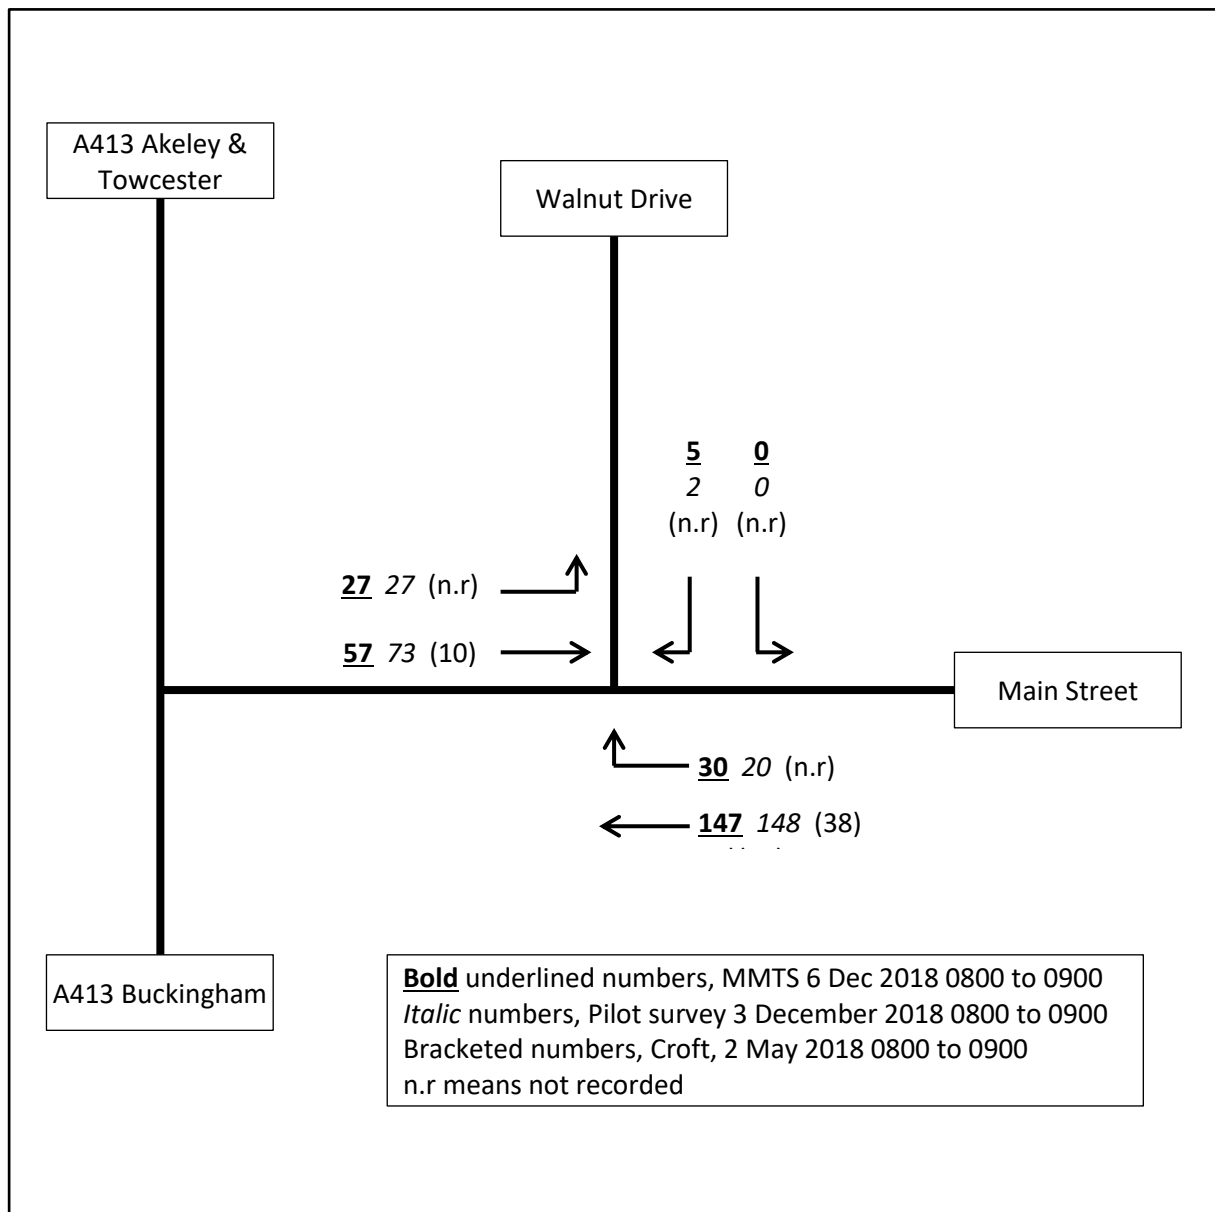 A413 Akeley &
Towcester
Walnut Drive
5 0
2 0
(n.r) (n.r)
27 27 (n.r)
57 73 (10)
Main Street
30 20 (n.r)
147 148 (38)
A413 Buckingham
Bold underlined numbers, MMTS 6 Dec 2018 0800 to 0900
Italic numbers, Pilot survey 3 December 2018 0800 to 0900
Bracketed numbers, Croft, 2 May 2018 0800 to 0900
n.r means not recorded